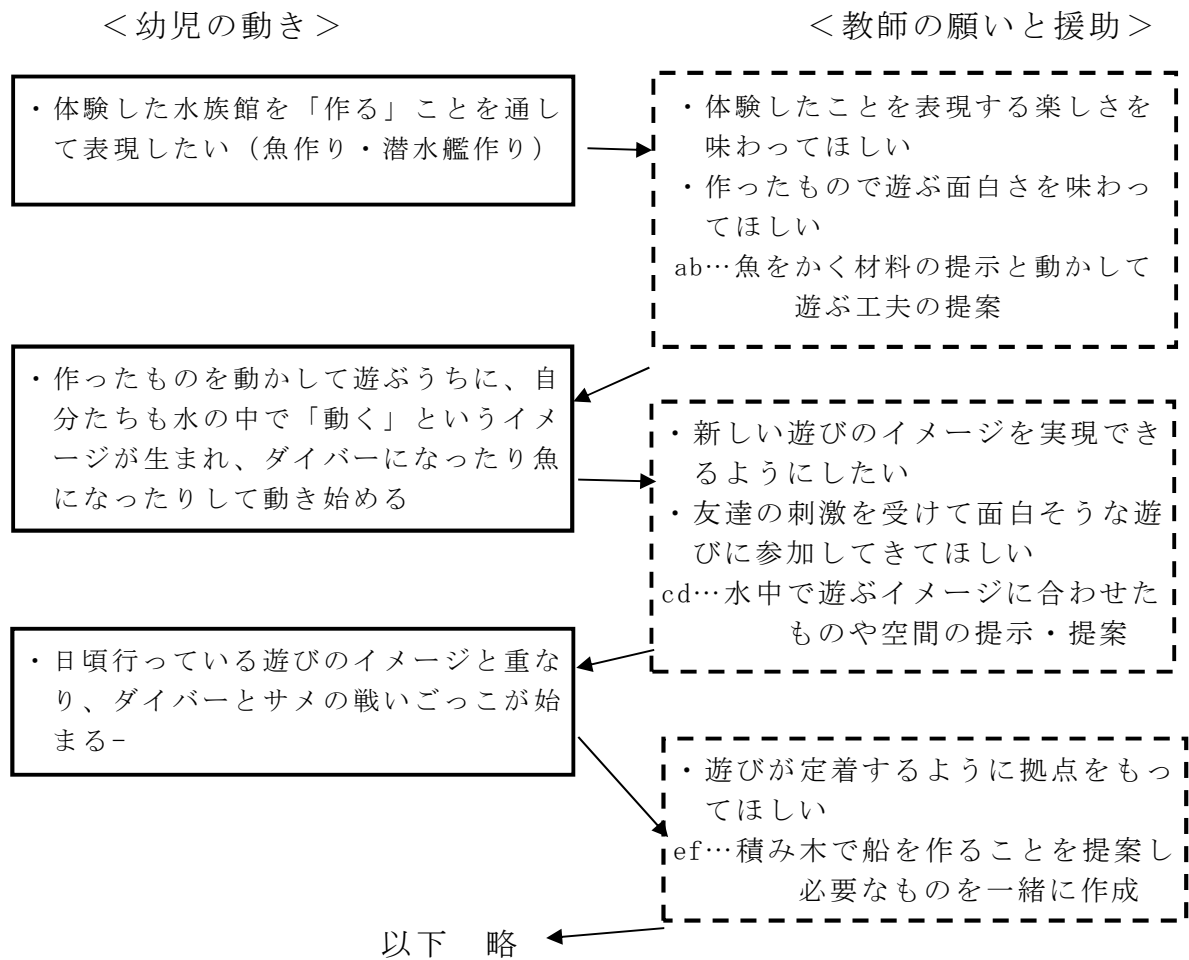 ＜幼児の動き＞
＜教師の願いと援助＞
・体験した水族館を「作る」ことを通し
て表現したい（魚作り・潜水艦作り）
・体験したことを表現する楽しさを
味わってほしい
・作ったもので遊ぶ面白さを味わっ
てほしい
ab…魚をかく材料の提示と動かして
遊ぶ工夫の提案
・作ったものを動かして遊ぶうちに、自
分たちも水の中で「動く」というイメ
ージが生まれ、ダイバーになったり魚
になったりして動き始める
・新しい遊びのイメージを実現でき
るようにしたい
・友達の刺激を受けて面白そうな遊
びに参加してきてほしい
cd…水中で遊ぶイメージに合わせた
ものや空間の提示・提案
・日頃行っている遊びのイメージと重な
り、ダイバーとサメの戦いごっこが始
まる-
・遊びが定着するように拠点をもっ
てほしい
ef…積み木で船を作ることを提案し
必要なものを一緒に作成
以下　略